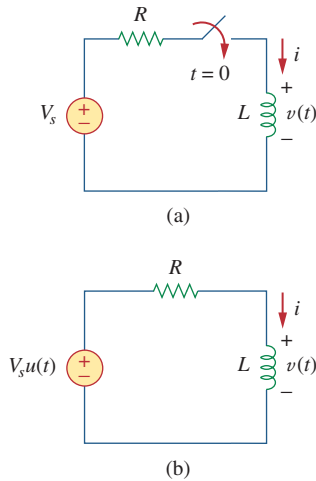 R
i
t = 0
+
V_s
+
−
L
v(t)
−
(a)
R
i
+
V_s u(t)
+
−
L
v(t)
−
(b)